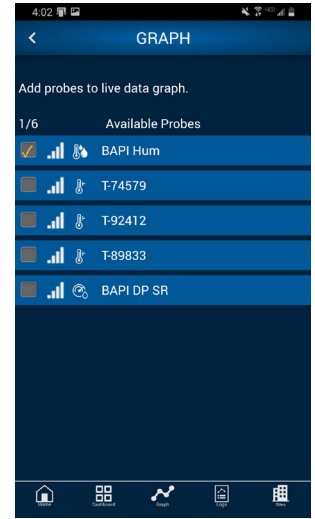 4:02
GRAPH
Add probes to live data graph.
1/6 Available Probes
BAPI Hum
T-74579
T-92412
T-89833
BAPI DP SR
Home Dashboard Graph Logs Sites